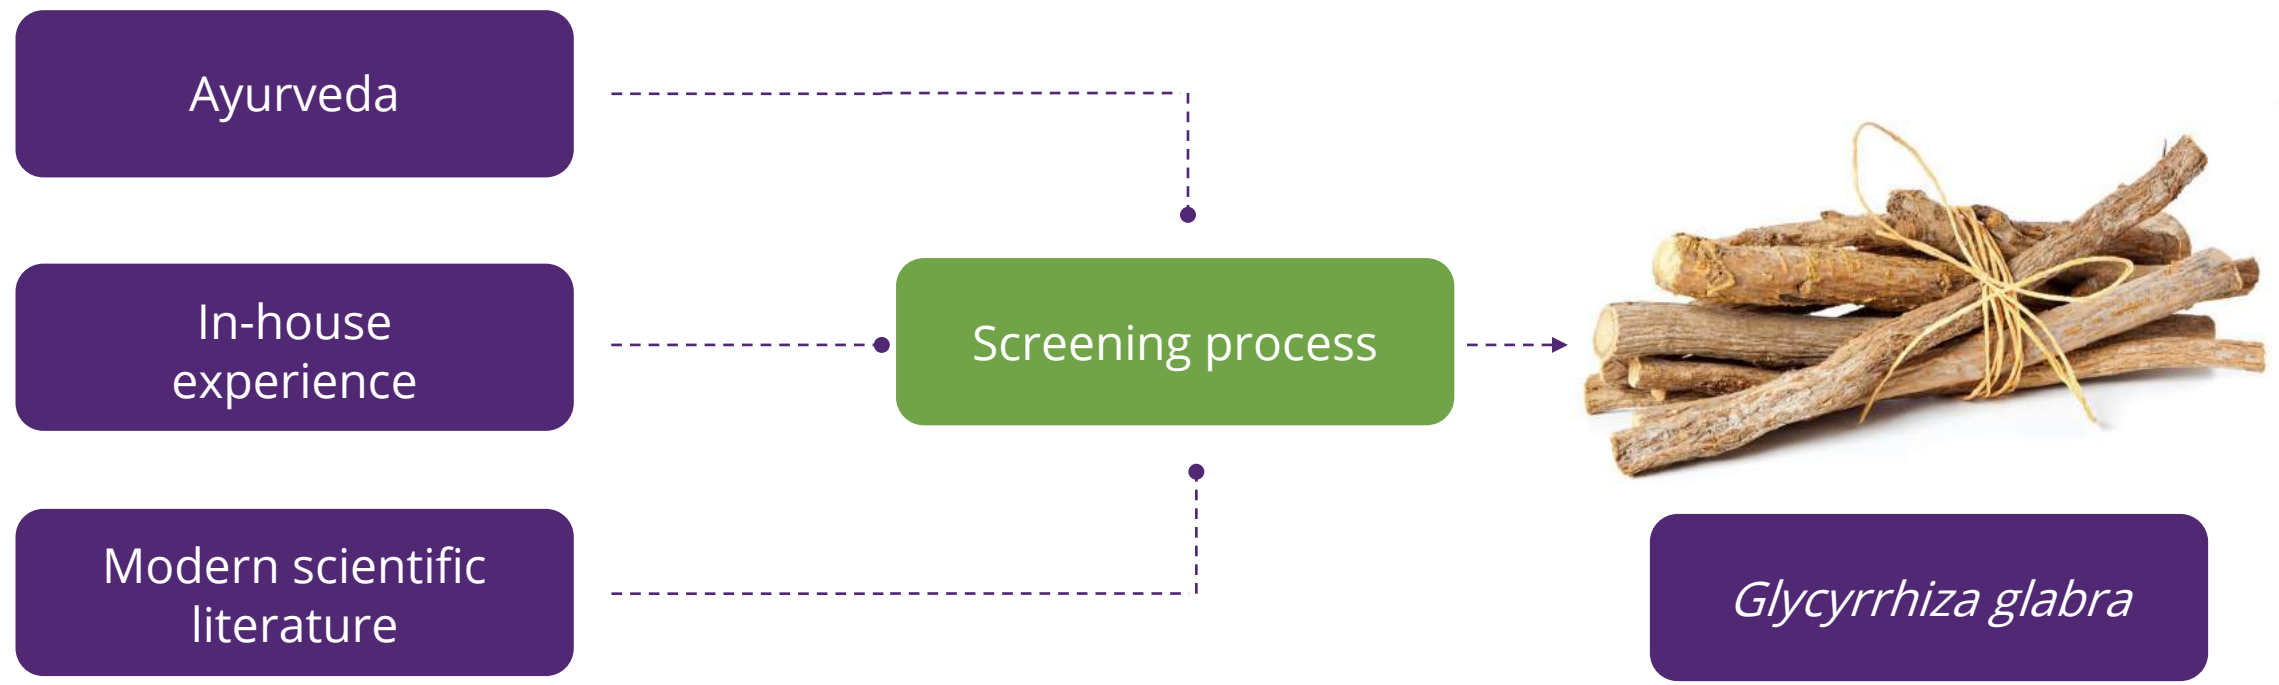 Ayurveda
In-house
experience
Screening process
Modern scientific
literature
Glycyrrhiza glabra